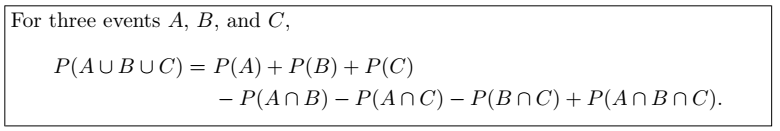 For three events A, B, and C,
P(A ∪ B ∪ C) = P(A) + P(B) + P(C)
− P(A ∩ B) − P(A ∩ C) − P(B ∩ C) + P(A ∩ B ∩ C).